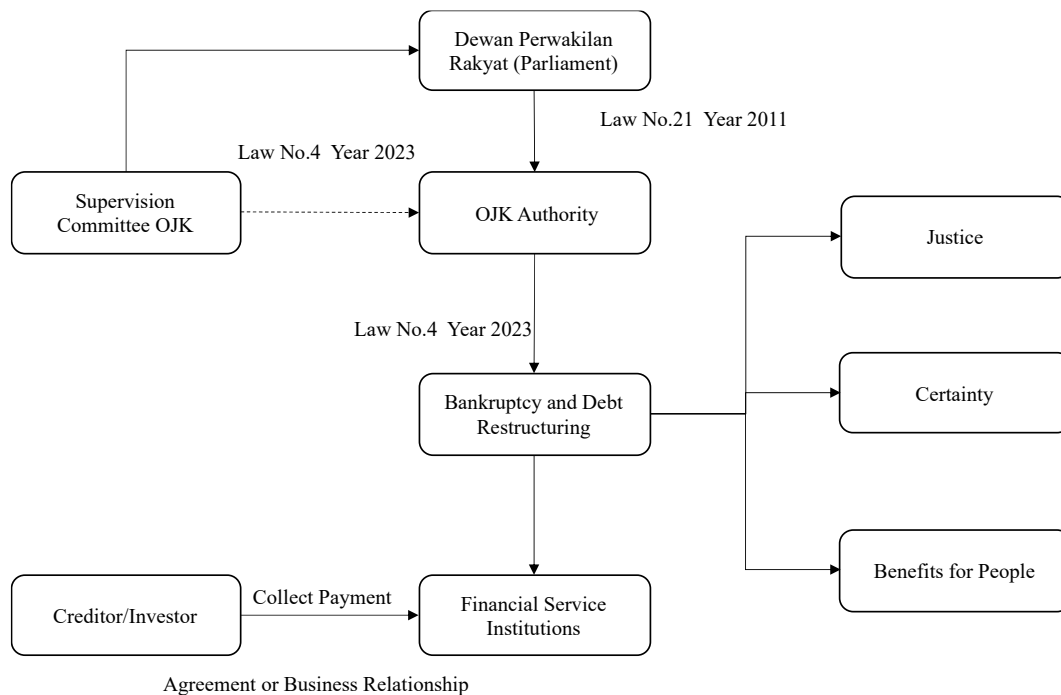 Dewan Perwakilan
Rakyat (Parliament)
Law No.21 Year 2011
Law No.4 Year 2023
Supervision
Committee OJK
OJK Authority
Justice
Law No.4 Year 2023
Bankruptcy and Debt
Restructuring
Certainty
Benefits for People
Creditor/Investor
Collect Payment
Financial Service
Institutions
Agreement or Business Relationship